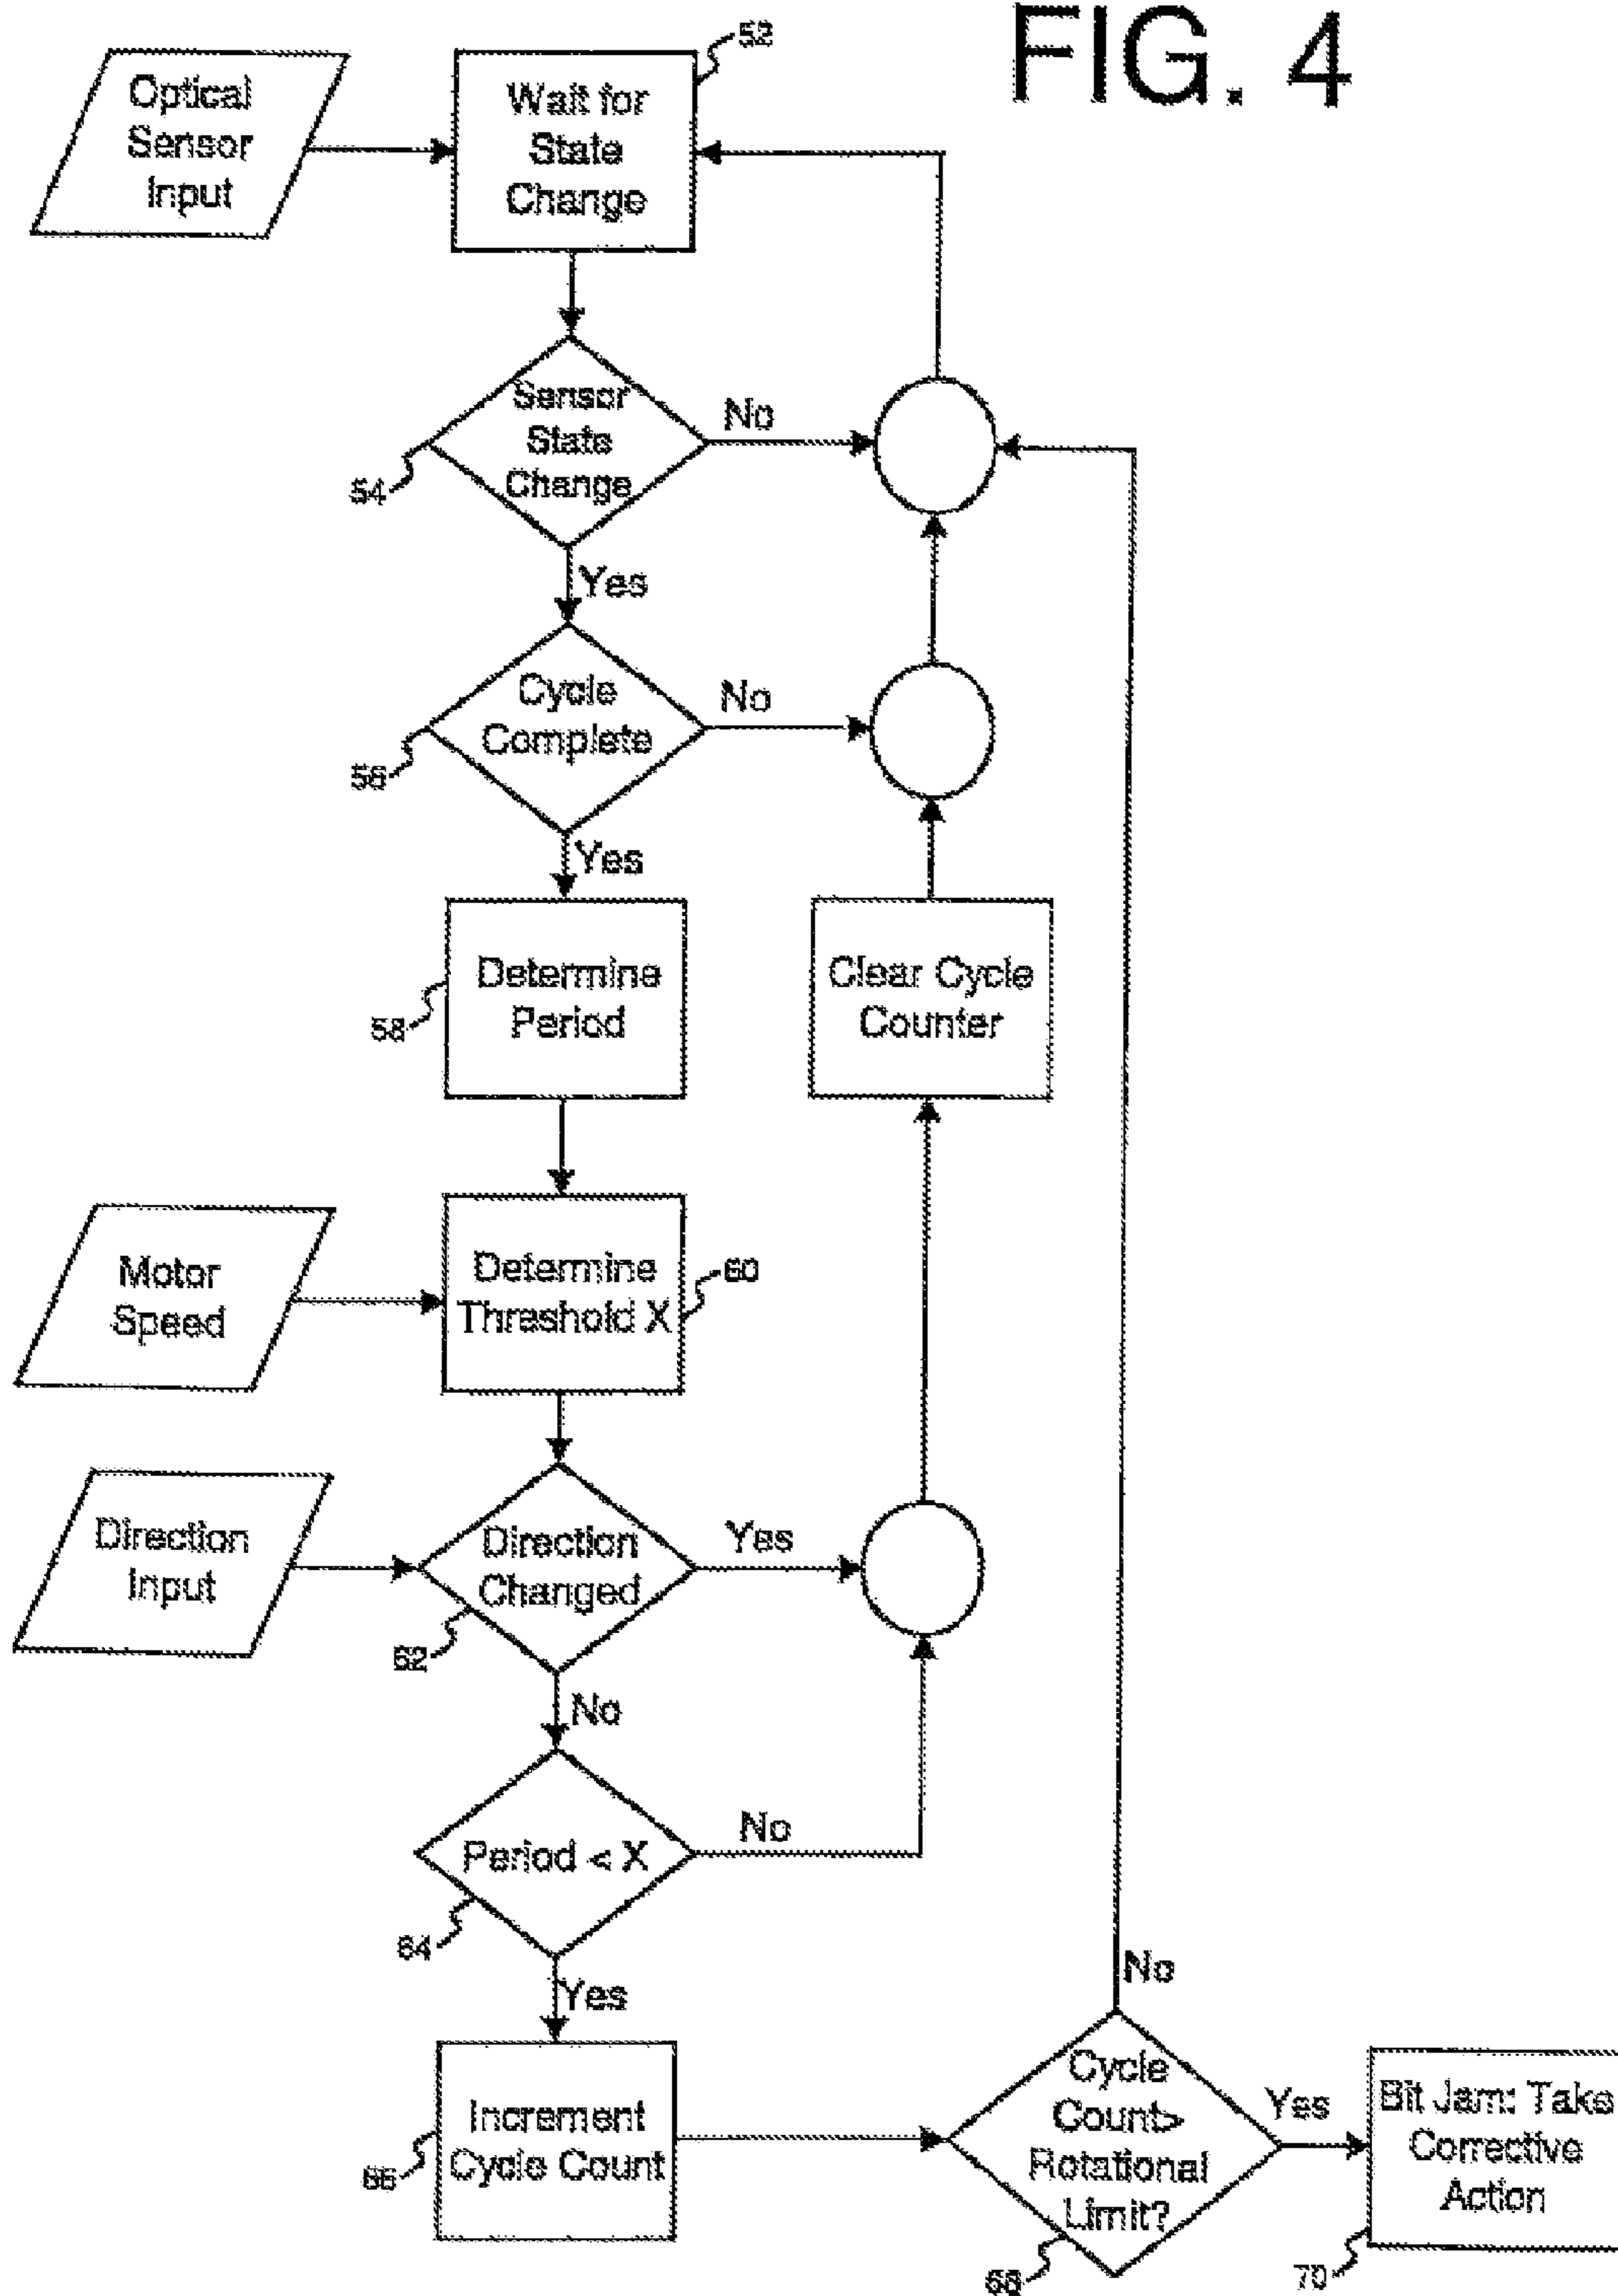 FIG. 4
52
Optical
Sensor
Input
Wait for
State
Change
Sensor
State
Change
No
54
Yes
Cycle
Complete
No
56
Yes
Determine
Period
58
Clear Cycle
Counter
Motor
Speed
Determine
Threshold X
60
Direction
Input
Direction
Changed
Yes
62
No
Period < X
No
64
Yes
Increment
Cycle Count
66
No
Cycle
Count>
Rotational
Limit?
68
Yes
Bit Jam: Take
Corrective
Action
70